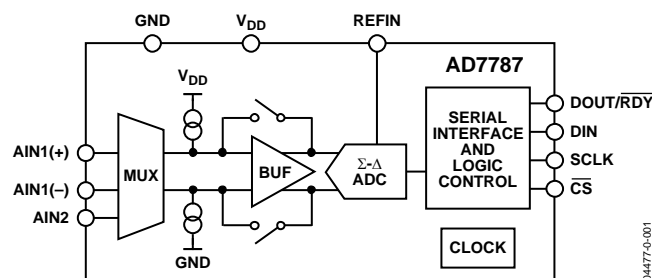 GND
VDD
REFIN
AD7787
VDD
AIN1(+)
AIN1(–)
AIN2
MUX
BUF
Σ-Δ
ADC
SERIAL
INTERFACE
AND
LOGIC
CONTROL
DOUT/RDY
DIN
SCLK
CS
GND
CLOCK
04477-0-001